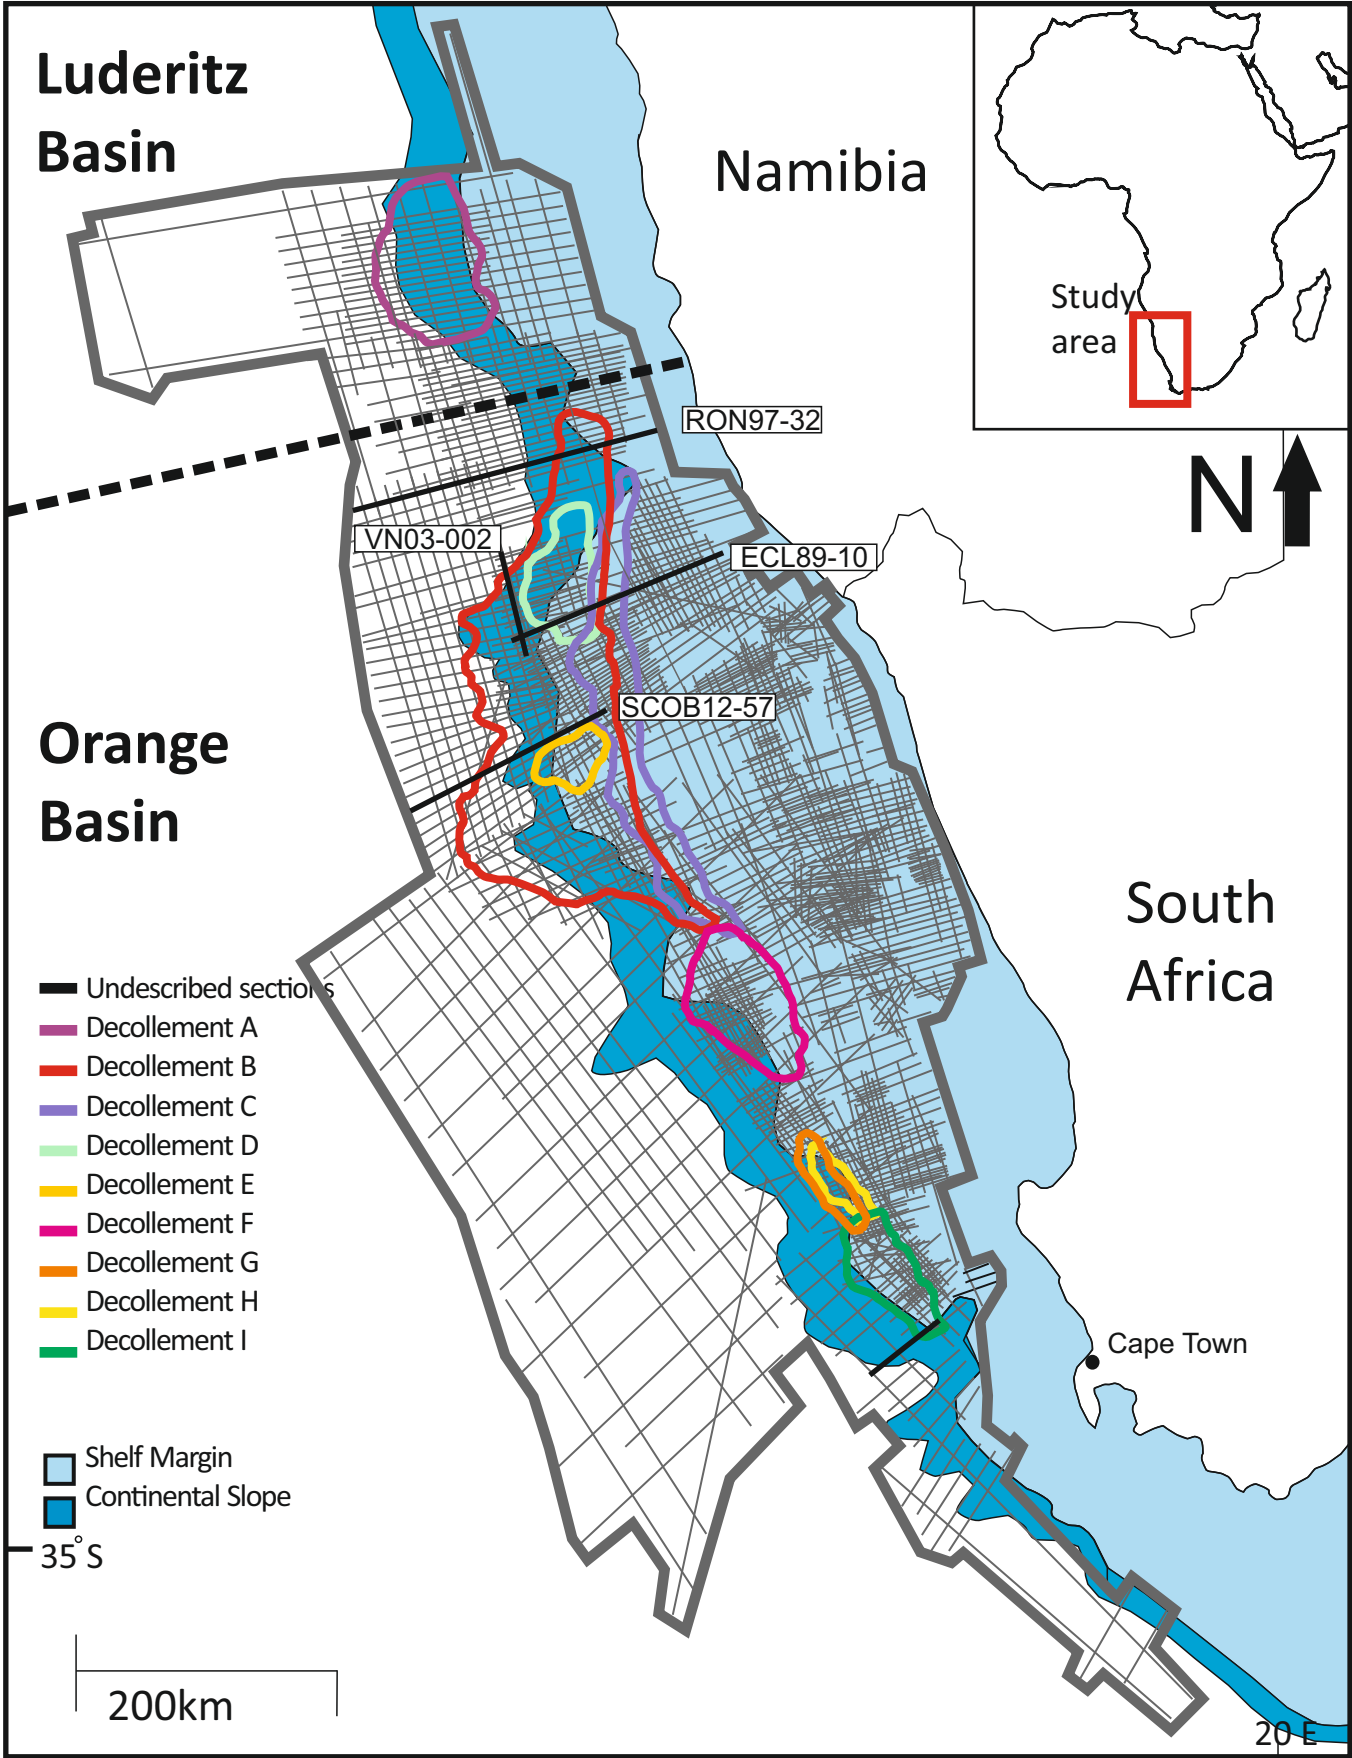 Luderitz
Basin
Namibia
Study
area
RON97-32
N
VN03-002
ECL89-10
SCOB12-57
Orange
Basin
South
Africa
Undescribed sections
Decollement A
Decollement B
Decollement C
Decollement D
Decollement E
Decollement F
Decollement G
Decollement H
Decollement I
Cape Town
Shelf Margin
Continental Slope
35°S
200km
20 E